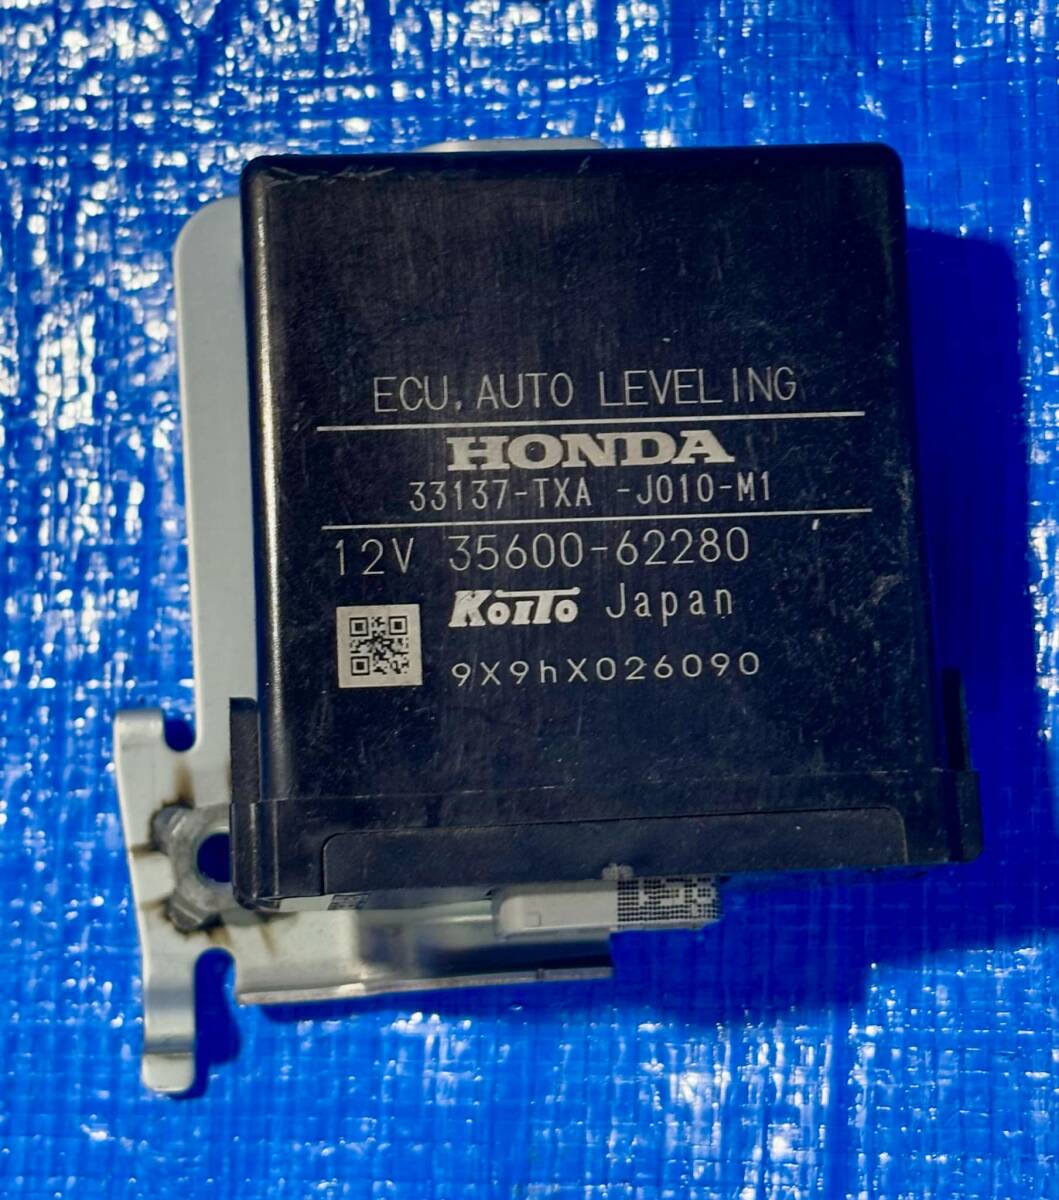 ECU, AUTO LEVELING
HONDA
33137-TXA -J010-M1
12V 35600-62280
KoiTo Japan
9X9hX026090